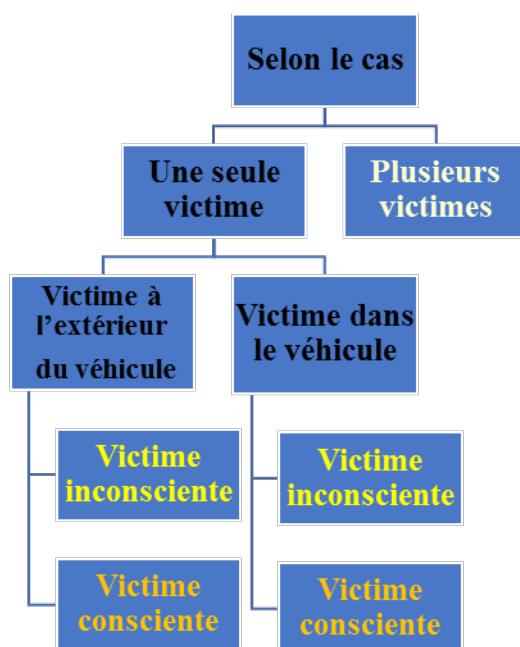 Selon le cas
Une seule
victime
Plusieurs
victimes
Victime à
l’extérieur
du véhicule
Victime dans
le véhicule
Victime
inconsciente
Victime
inconsciente
Victime
consciente
Victime
consciente